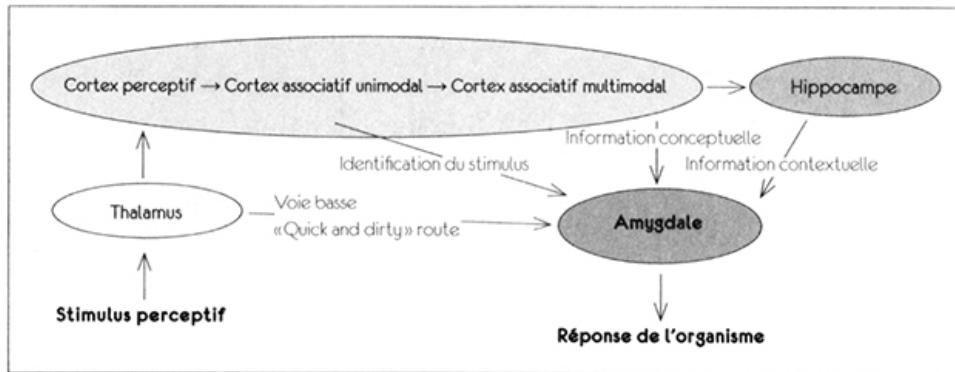 Cortex perceptif → Cortex associatif unimodal → Cortex associatif multimodal
Hippocampe
Information conceptuelle
Identification du stimulus
Information contextuelle
Thalamus
Voie basse
«Quick and dirty» route
Amygdale
Stimulus perceptif
Réponse de l'organisme